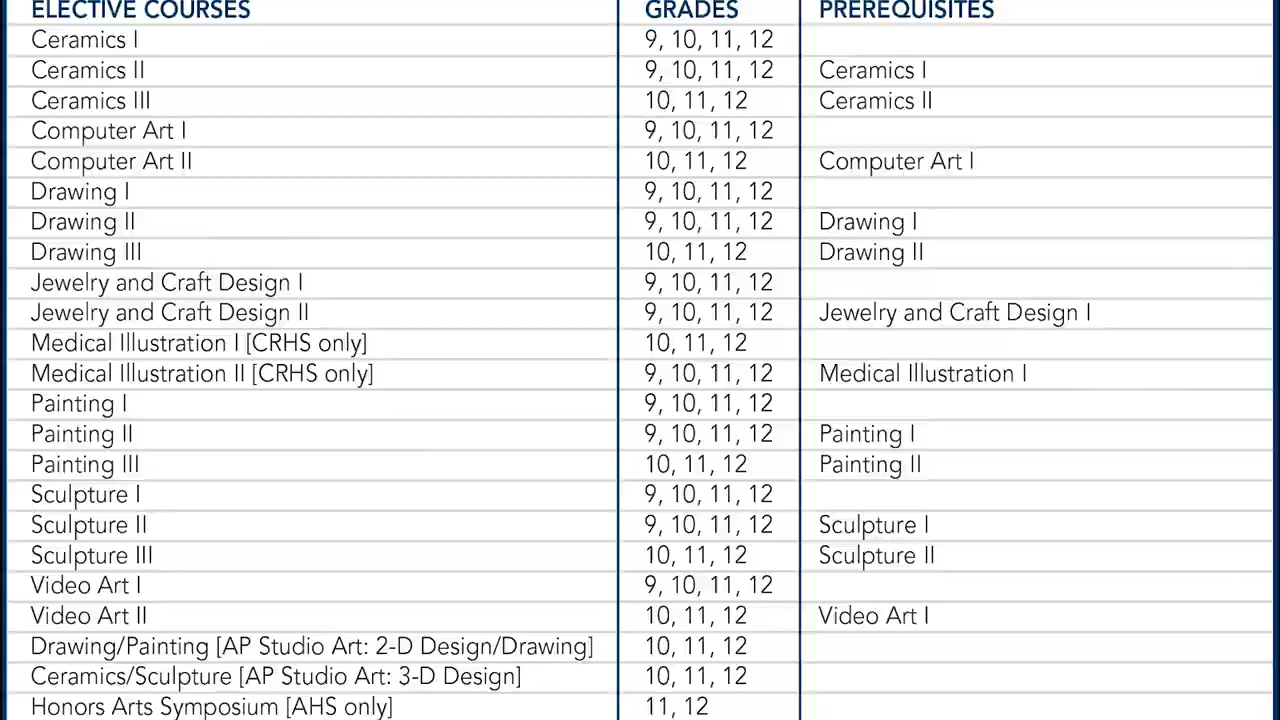 ELECTIVE COURSES GRADES PREREQUISITES
Ceramics I 9, 10, 11, 12
Ceramics II 9, 10, 11, 12 Ceramics I
Ceramics III 10, 11, 12 Ceramics II
Computer Art I 9, 10, 11, 12
Computer Art II 10, 11, 12 Computer Art I
Drawing I 9, 10, 11, 12
Drawing II 9, 10, 11, 12 Drawing I
Drawing III 10, 11, 12 Drawing II
Jewelry and Craft Design I 9, 10, 11, 12
Jewelry and Craft Design II 9, 10, 11, 12 Jewelry and Craft Design I
Medical Illustration I [CRHS only] 10, 11, 12
Medical Illustration II [CRHS only] 9, 10, 11, 12 Medical Illustration I
Painting I 9, 10, 11, 12
Painting II 9, 10, 11, 12 Painting I
Painting III 10, 11, 12 Painting II
Sculpture I 9, 10, 11, 12
Sculpture II 9, 10, 11, 12 Sculpture I
Sculpture III 10, 11, 12 Sculpture II
Video Art I 9, 10, 11, 12
Video Art II 10, 11, 12 Video Art I
Drawing/Painting [AP Studio Art: 2-D Design/Drawing] 10, 11, 12
Ceramics/Sculpture [AP Studio Art: 3-D Design] 10, 11, 12
Honors Arts Symposium [AHS only] 11, 12